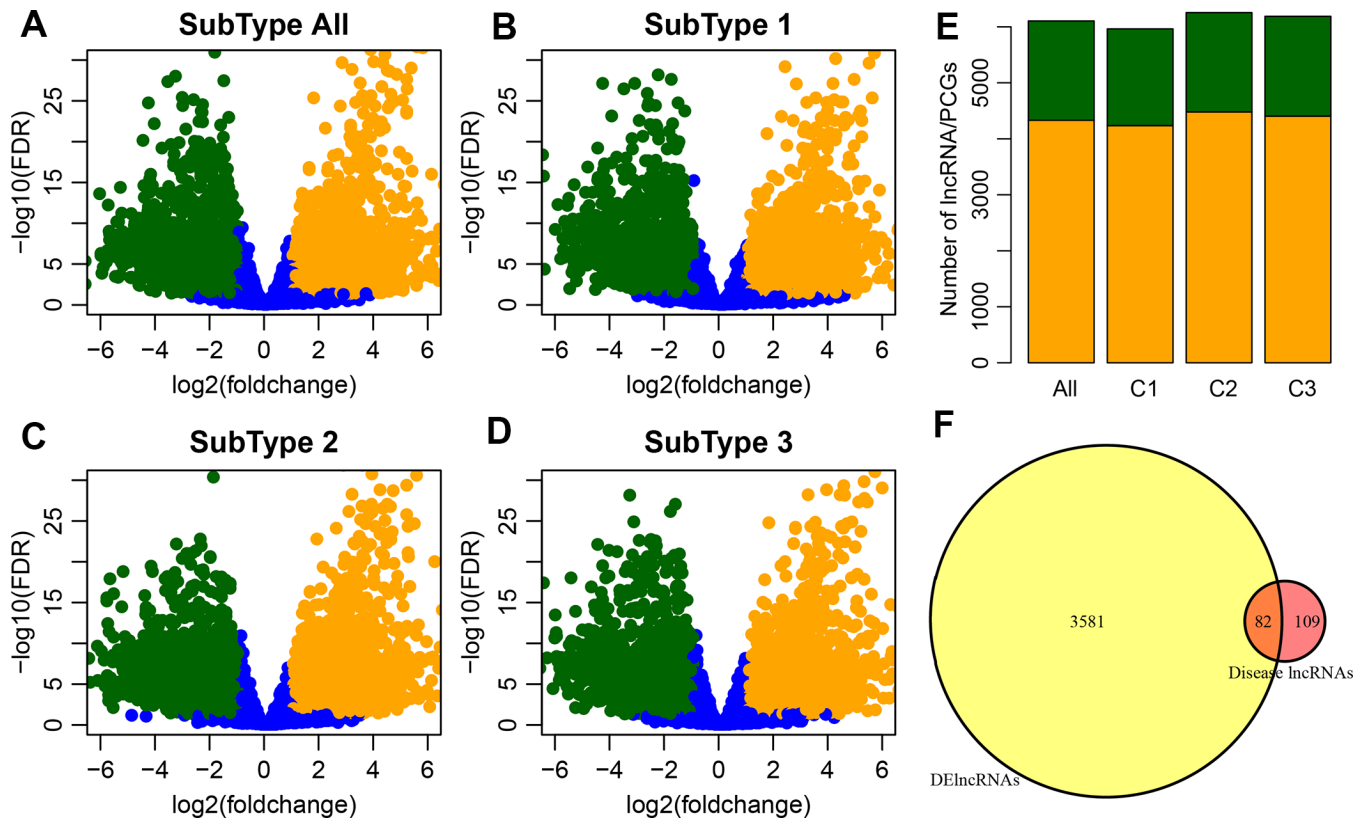 A
SubType All
−log10(FDR)
25
15
5
0
−6 −4 −2 0 2 4 6
log2(foldchange)
B
SubType 1
−log10(FDR)
25
15
5
0
−6 −4 −2 0 2 4 6
log2(foldchange)
E
Number of lncRNA/PCGs
5000
3000
1000
0
All C1 C2 C3
C
SubType 2
−log10(FDR)
25
15
5
0
−6 −4 −2 0 2 4 6
log2(foldchange)
D
SubType 3
−log10(FDR)
25
15
5
0
−6 −4 −2 0 2 4 6
log2(foldchange)
F
3581
82
109
Disease lncRNAs
DElncRNAs